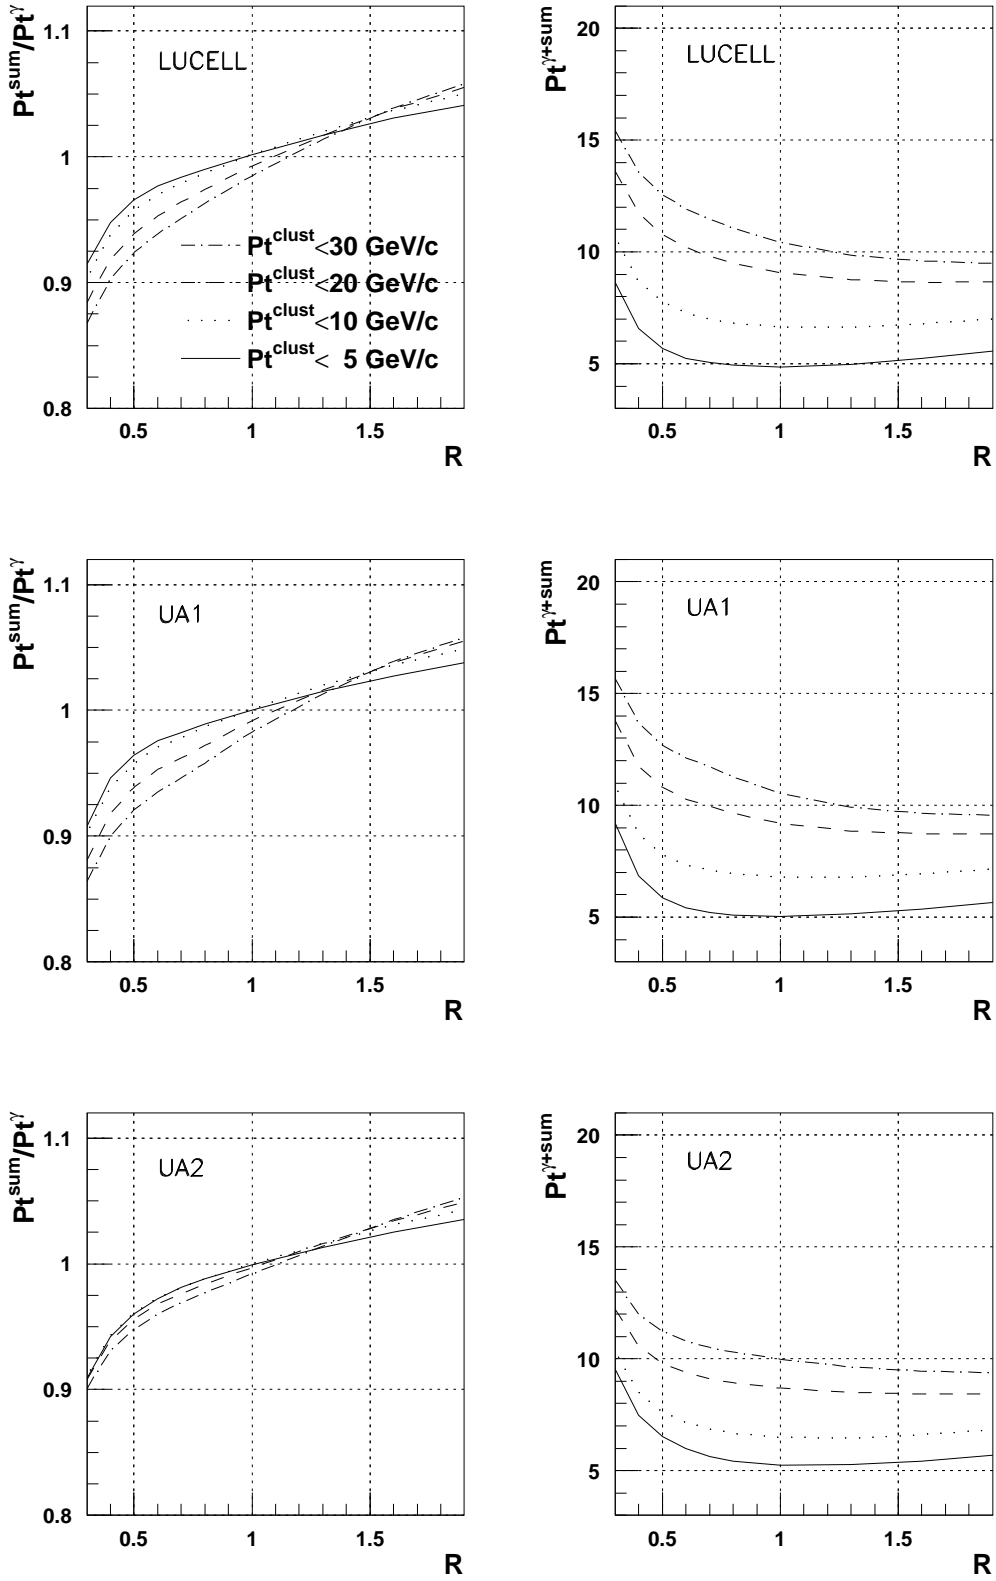 Pt^sum/Pt^γ
1.1
1
0.9
0.8
LUCELL
Pt^clust <30 GeV/c
Pt^clust <20 GeV/c
Pt^clust <10 GeV/c
Pt^clust < 5 GeV/c
0.5 1 1.5
R
Pt^γ+sum
20
15
10
5
LUCELL
0.5 1 1.5
R
Pt^sum/Pt^γ
1.1
1
0.9
0.8
UA1
0.5 1 1.5
R
Pt^γ+sum
20
15
10
5
UA1
0.5 1 1.5
R
Pt^sum/Pt^γ
1.1
1
0.9
0.8
UA2
0.5 1 1.5
R
Pt^γ+sum
20
15
10
5
UA2
0.5 1 1.5
R